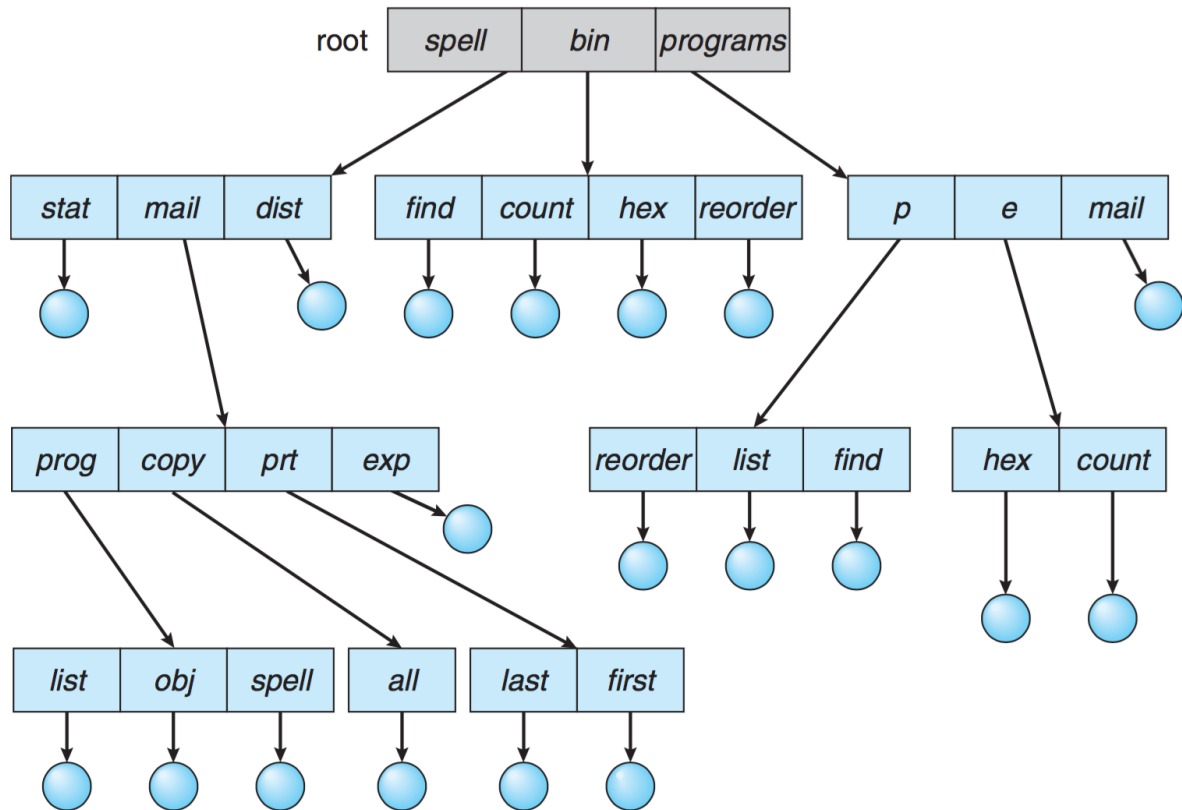 root spell bin programs
stat mail dist find count hex reorder p e mail
prog copy prt exp reorder list find hex count
list obj spell all last first